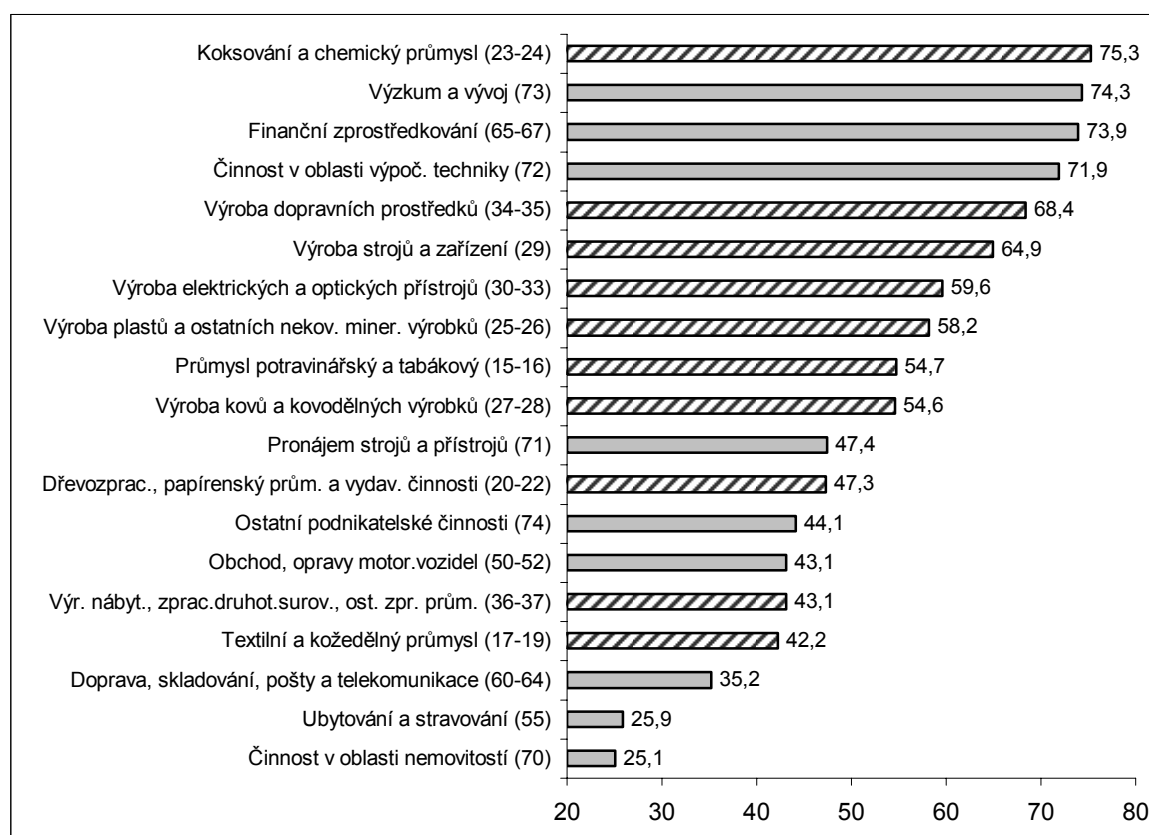 Koksování a chemický průmysl (23-24) 75,3
Výzkum a vývoj (73) 74,3
Finanční zprostředkování (65-67) 73,9
Činnost v oblasti výpoč. techniky (72) 71,9
Výroba dopravních prostředků (34-35) 68,4
Výroba strojů a zařízení (29) 64,9
Výroba elektrických a optických přístrojů (30-33) 59,6
Výroba plastů a ostatních nekov. miner. výrobků (25-26) 58,2
Průmysl potravinářský a tabákový (15-16) 54,7
Výroba kovů a kovodělných výrobků (27-28) 54,6
Pronájem strojů a přístrojů (71) 47,4
Dřevozprac., papírenský prům. a vydav. činnosti (20-22) 47,3
Ostatní podnikatelské činnosti (74) 44,1
Obchod, opravy motor.vozidel (50-52) 43,1
Výr. nábyt., zprac.druhot.surov., ost. zpr. prům. (36-37) 43,1
Textilní a kožedělný průmysl (17-19) 42,2
Doprava, skladování, pošty a telekomunikace (60-64) 35,2
Ubytování a stravování (55) 25,9
Činnost v oblasti nemovitostí (70) 25,1
20 30 40 50 60 70 80